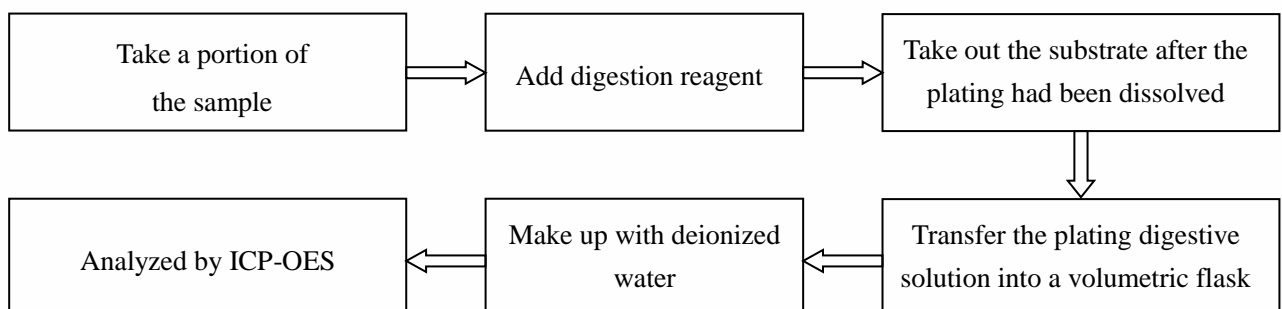 Take a portion of
the sample
Add digestion reagent
Take out the substrate after the
plating had been dissolved
Transfer the plating digestive
solution into a volumetric flask
Make up with deionized
water
Analyzed by ICP-OES